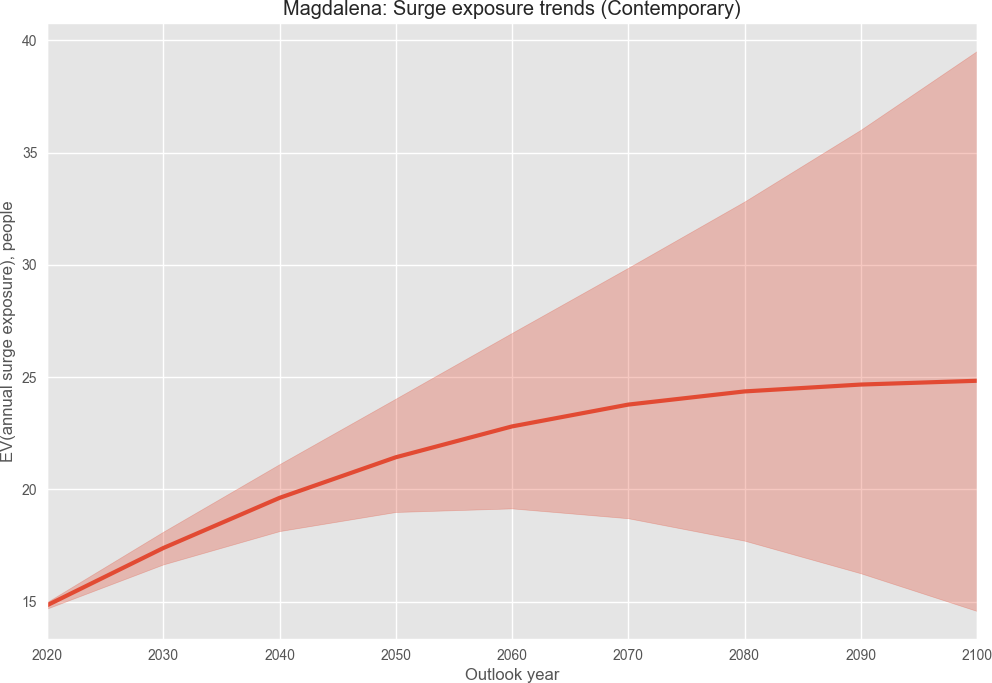 Magdalena: Surge exposure trends (Contemporary)
EV(annual surge exposure), people
40
35
30
25
20
15
2020 2030 2040 2050 2060 2070 2080 2090 2100
Outlook year